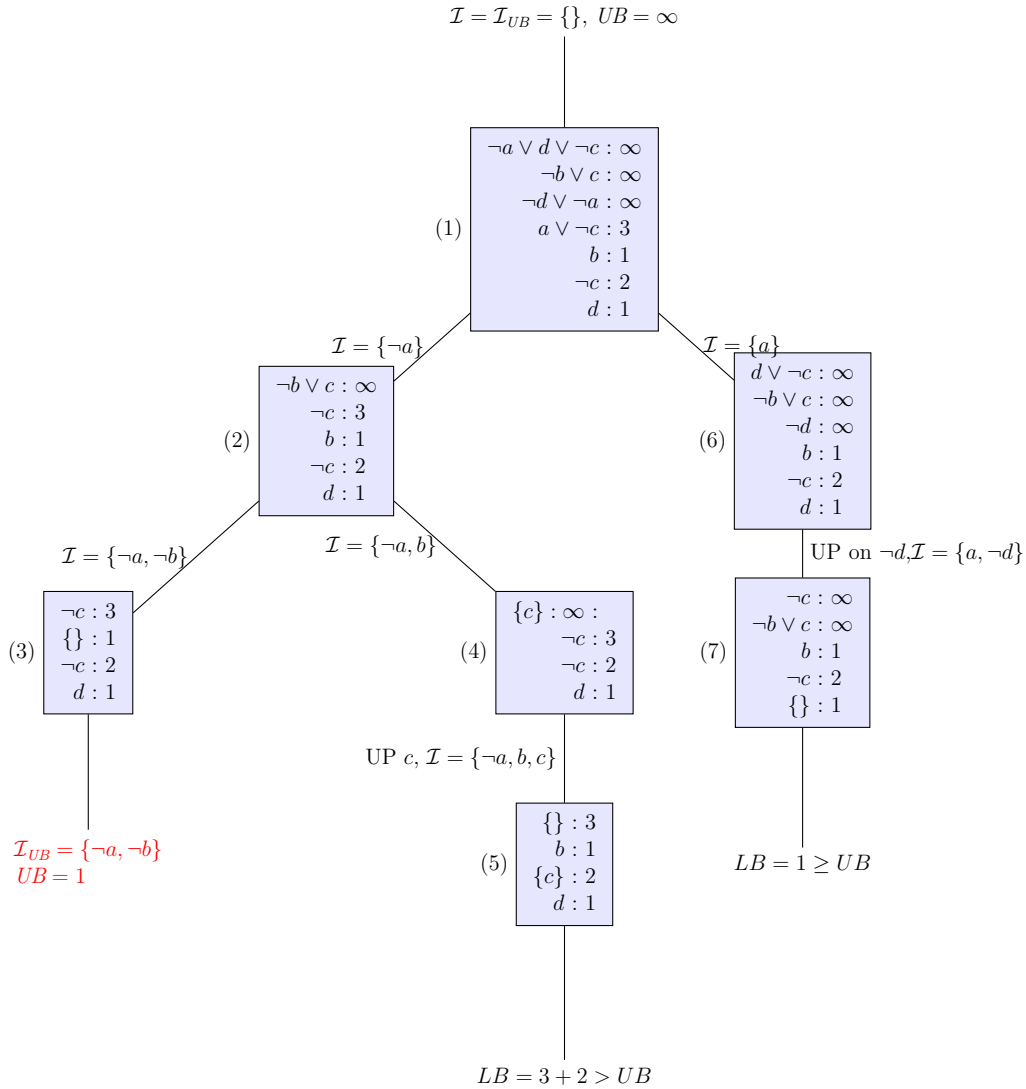 ℐ = ℐ_UB = {}, UB = ∞
(1)
¬a ∨ d ∨ ¬c : ∞
¬b ∨ c : ∞
¬d ∨ ¬a : ∞
a ∨ ¬c : 3
b : 1
¬c : 2
d : 1
ℐ = {¬a}
ℐ = {a}
(2)
¬b ∨ c : ∞
¬c : 3
b : 1
¬c : 2
d : 1
(6)
d ∨ ¬c : ∞
¬b ∨ c : ∞
¬d : ∞
b : 1
¬c : 2
d : 1
ℐ = {¬a, ¬b}
ℐ = {¬a, b}
UP on ¬d,ℐ = {a, ¬d}
(3)
¬c : 3
{} : 1
¬c : 2
d : 1
(4)
{c} : ∞ :
¬c : 3
¬c : 2
d : 1
(7)
¬c : ∞
¬b ∨ c : ∞
b : 1
¬c : 2
{} : 1
UP c, ℐ = {¬a, b, c}
ℐ_UB = {¬a, ¬b}
UB = 1
(5)
{} : 3
b : 1
{c} : 2
d : 1
LB = 1 ≥ UB
LB = 3 + 2 > UB